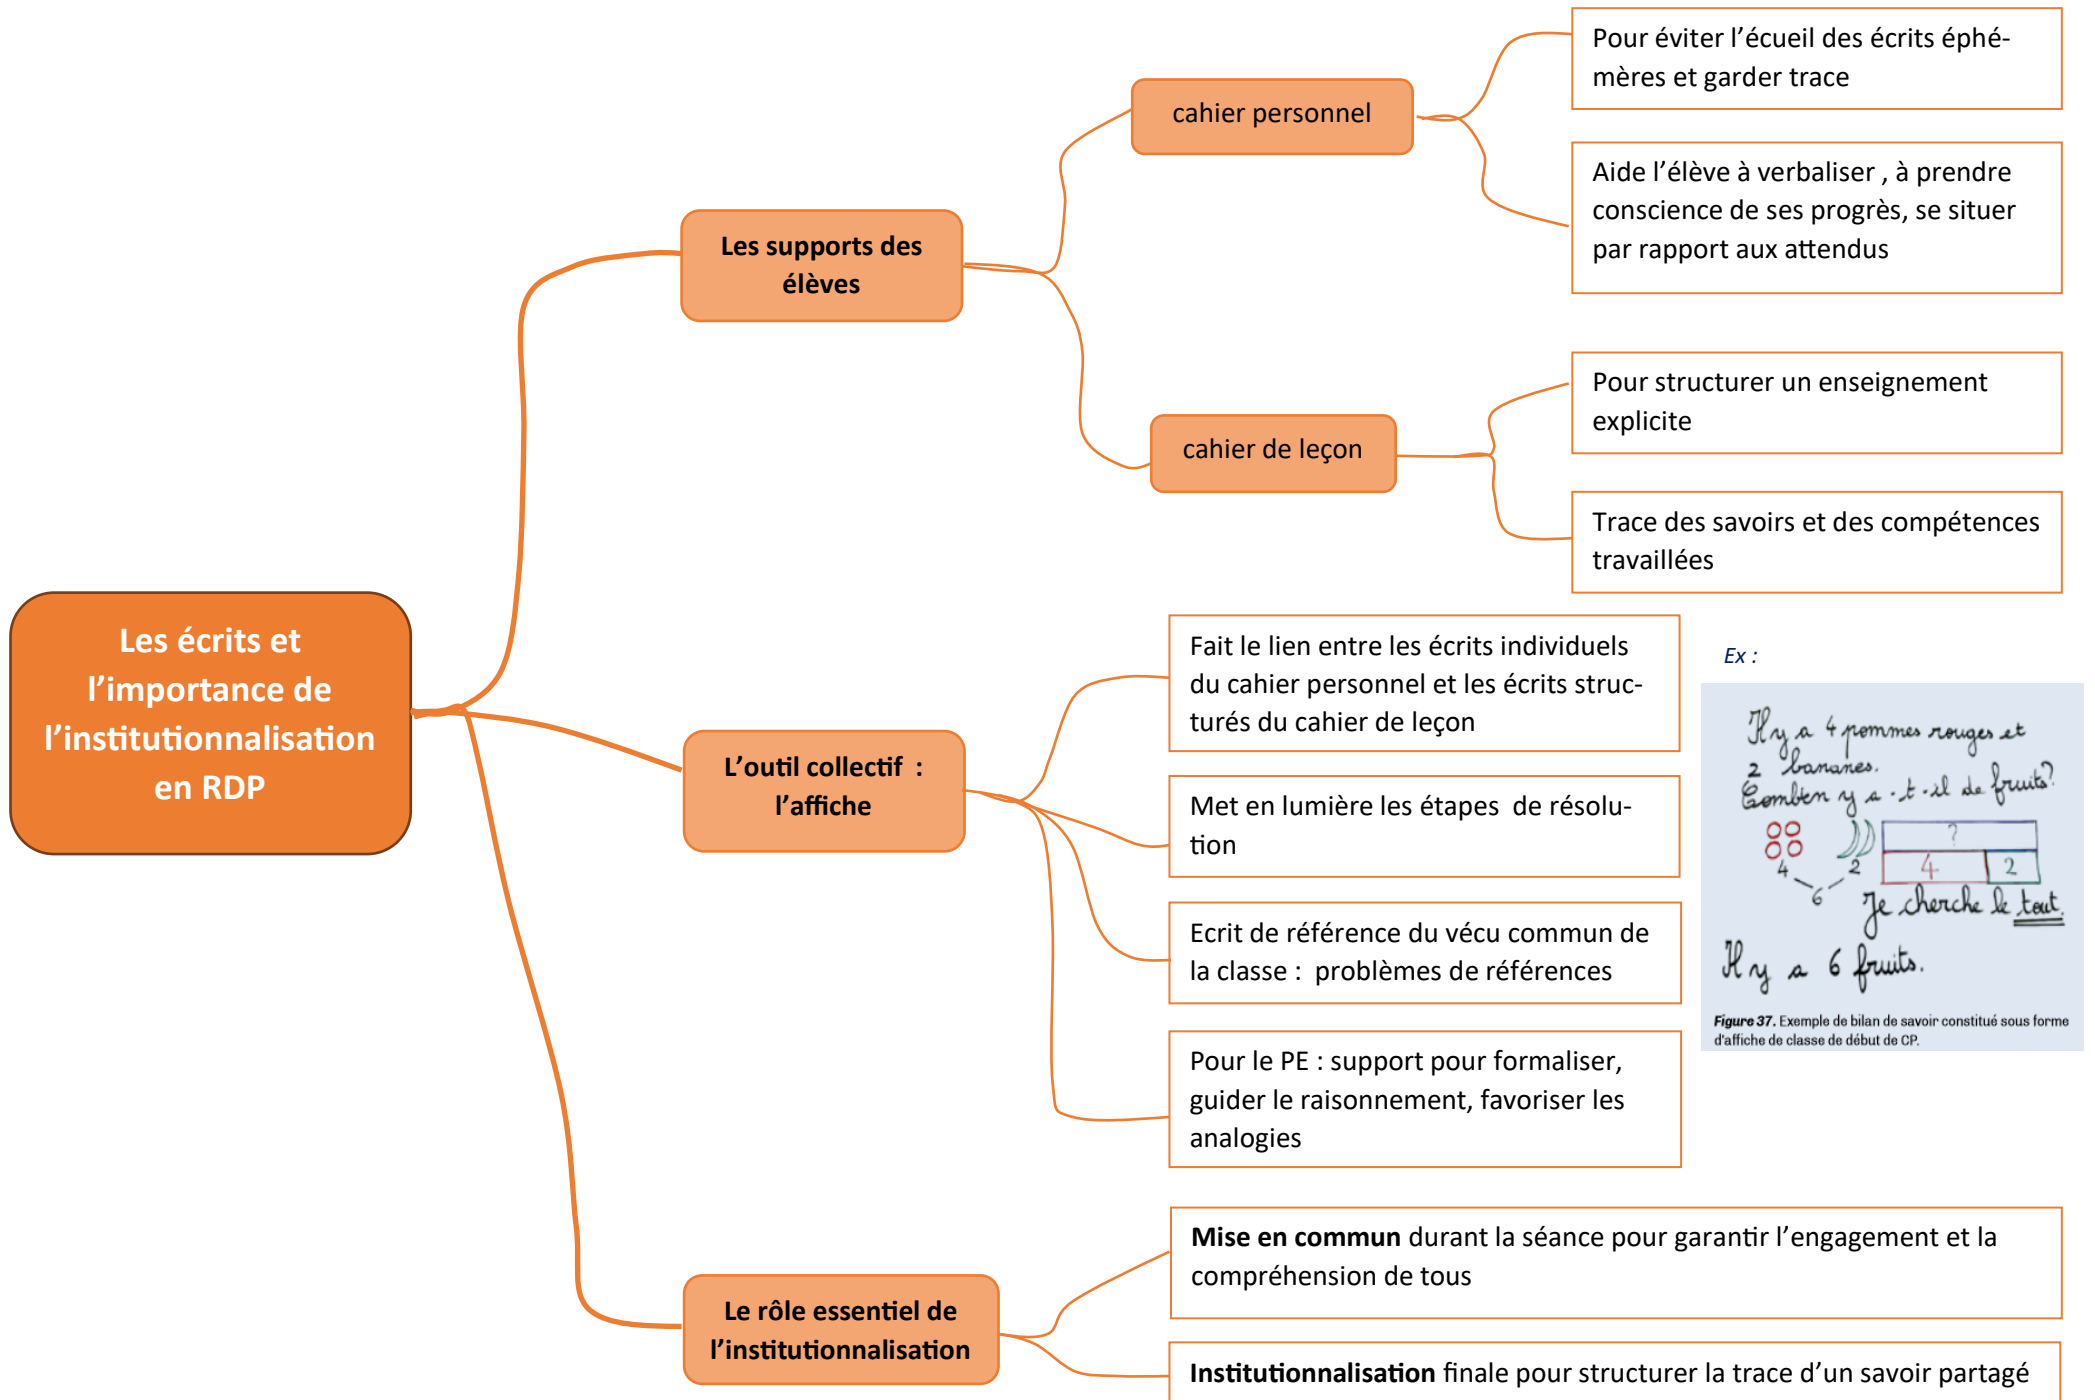 Les écrits et
l’importance de
l’institutionnalisation
en RDP
Les supports des
élèves
cahier personnel
Pour éviter l’écueil des écrits éphé-
mères et garder trace
Aide l’élève à verbaliser , à prendre
conscience de ses progrès, se situer
par rapport aux attendus
cahier de leçon
Pour structurer un enseignement
explicite
Trace des savoirs et des compétences
travaillées
L’outil collectif :
l’affiche
Fait le lien entre les écrits individuels
du cahier personnel et les écrits struc-
turés du cahier de leçon
Met en lumière les étapes de résolu-
tion
Ecrit de référence du vécu commun de
la classe : problèmes de références
Pour le PE : support pour formaliser,
guider le raisonnement, favoriser les
analogies
Ex :
Il y a 4 pommes rouges et
2 bananes.
Combien y a-t-il de fruits?
?
4 2
4 2
6
Je cherche le tout.
Il y a 6 fruits.
Figure 37. Exemple de bilan de savoir constitué sous forme
d'affiche de classe de début de CP.
Le rôle essentiel de
l’institutionnalisation
Mise en commun durant la séance pour garantir l’engagement et la
compréhension de tous
Institutionnalisation finale pour structurer la trace d’un savoir partagé